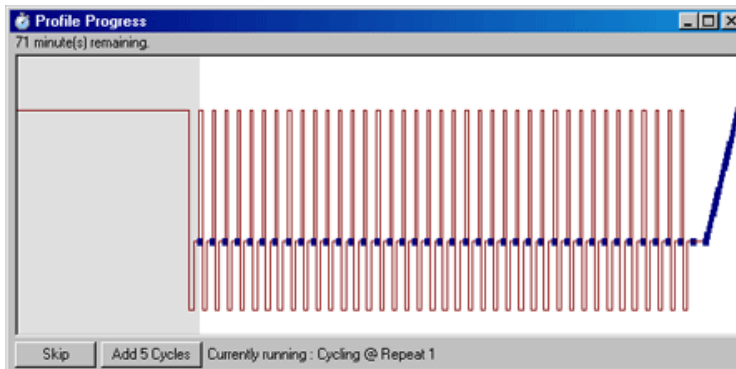 Profile Progress
71 minute(s) remaining.
Skip
Add 5 Cycles
Currently running : Cycling @ Repeat 1